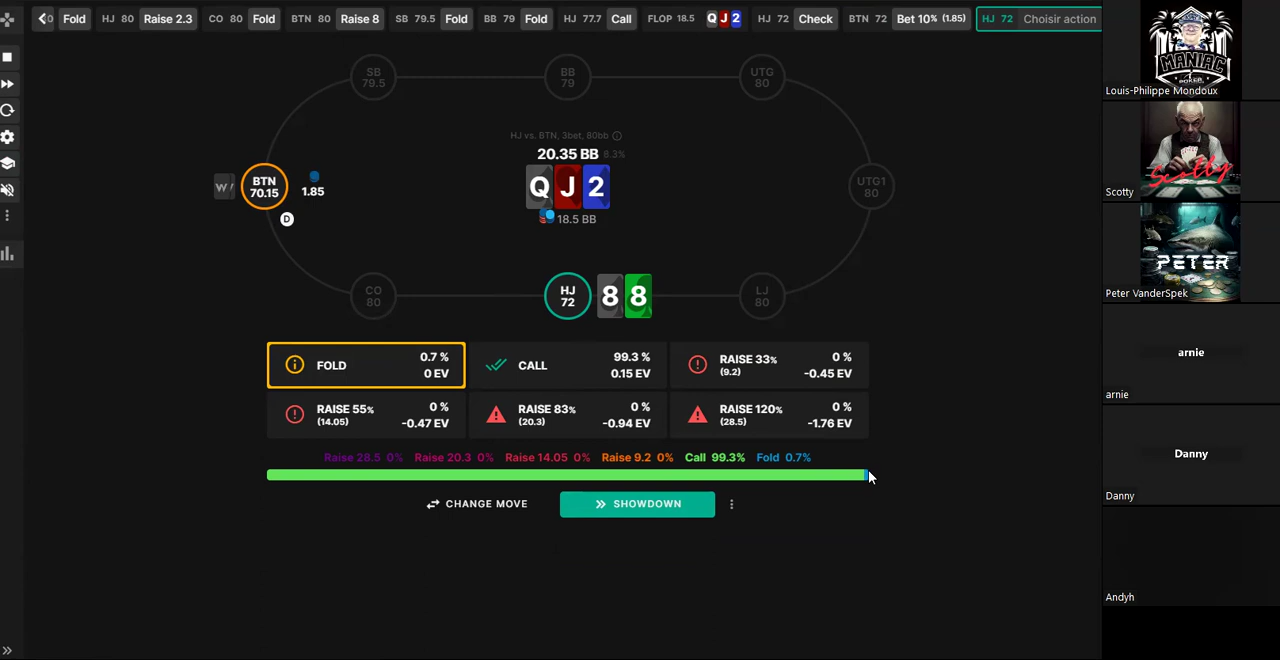 Fold HJ 80 Raise 2.3 CO 80 Fold BTN 80 Raise 8 SB 79.5 Fold BB 79 Fold HJ 77.7 Call FLOP 18.5 Q J 2 HJ 72 Check BTN 72 Bet 10% (1.85) HJ 72 Choisir action
SB
79.5
BB
79
UTG
80
HJ vs. BTN, 3bet, 80bb
20.35 BB 8.3%
Q J 2
18.5 BB
BTN
70.15
1.85
D
UTG1
80
CO
80
HJ
72
8 8
LJ
80
FOLD 0.7 %
0 EV
CALL 99.3 %
0.15 EV
RAISE 33% 0 %
(9.2) -0.45 EV
RAISE 55% 0 %
(14.05) -0.47 EV
RAISE 83% 0 %
(20.3) -0.94 EV
RAISE 120% 0 %
(28.5) -1.76 EV
Raise 28.5 0% Raise 20.3 0% Raise 14.05 0% Raise 9.2 0% Call 99.3% Fold 0.7%
CHANGE MOVE
SHOWDOWN
MANIAC
POKER
Louis-Philippe Mondoux
Scotty
Scotty
PETER
Peter VanderSpek
arnie
arnie
Danny
Danny
Andyh